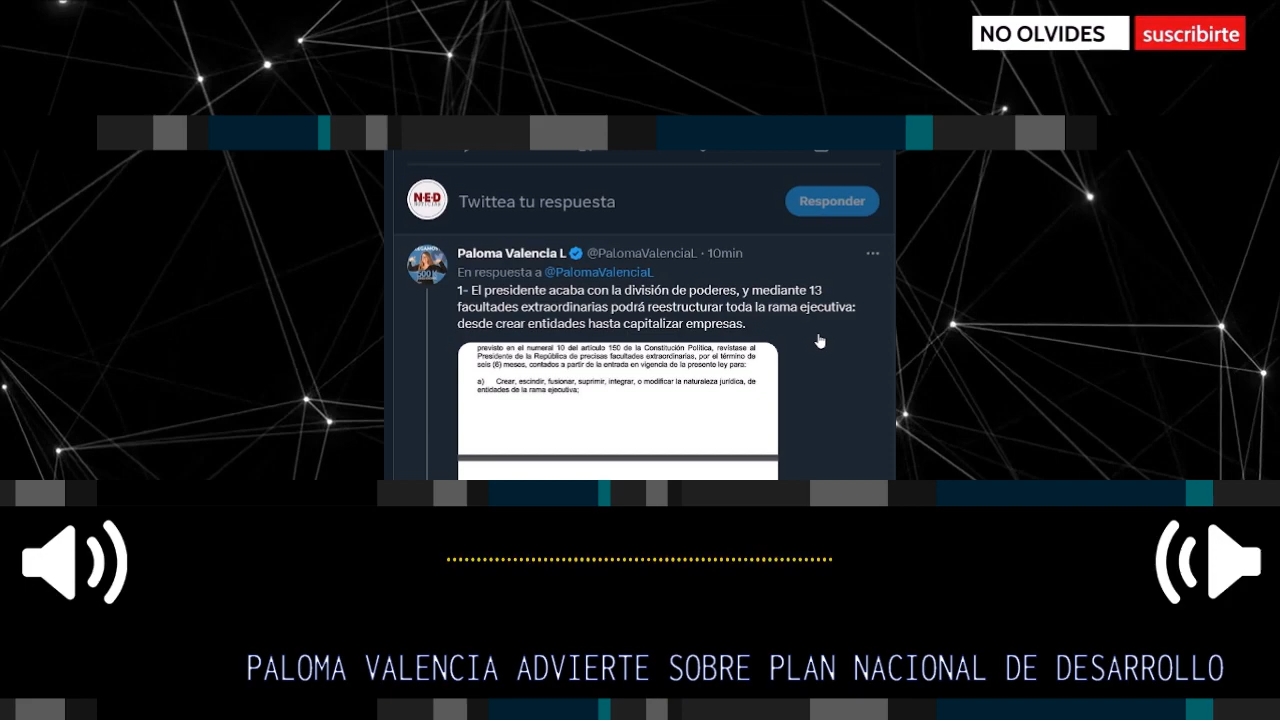 NO OLVIDES suscribirte
N·E·D
NOTICIAS
Twittea tu respuesta
Responder
Paloma Valencia L @PalomaValenciaL · 10min
En respuesta a @PalomaValenciaL
1- El presidente acaba con la división de poderes, y mediante 13
facultades extraordinarias podrá reestructurar toda la rama ejecutiva:
desde crear entidades hasta capitalizar empresas.
previsto en el numeral 10 del artículo 150 de la Constitución Política, revístase al
Presidente de la República de precisas facultades extraordinarias, por el término de
seis (6) meses, contados a partir de la entrada en vigencia de la presente ley para:
a) Crear, escindir, fusionar, suprimir, integrar, o modificar la naturaleza jurídica, de
entidades de la rama ejecutiva;
PALOMA VALENCIA ADVIERTE SOBRE PLAN NACIONAL DE DESARROLLO